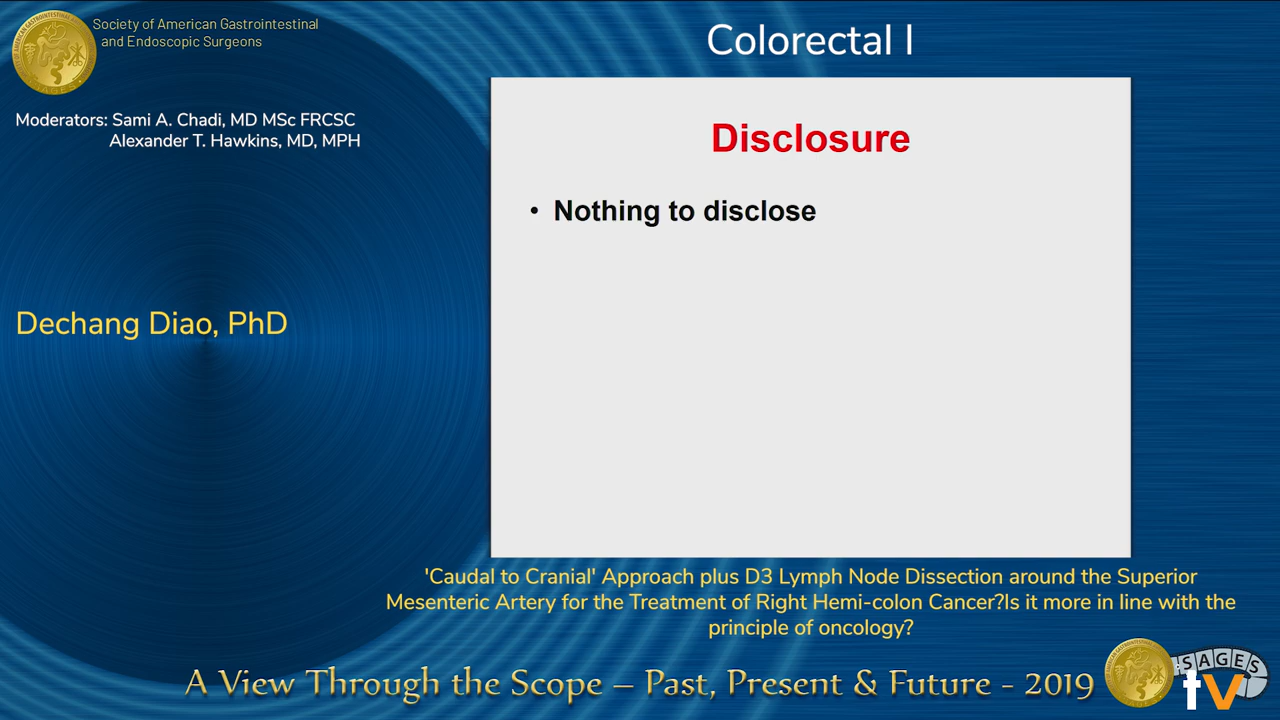 Society of American Gastrointestinal
and Endoscopic Surgeons
Colorectal I
Moderators: Sami A. Chadi, MD MSc FRCSC
Alexander T. Hawkins, MD, MPH
Disclosure
• Nothing to disclose
Dechang Diao, PhD
'Caudal to Cranial' Approach plus D3 Lymph Node Dissection around the Superior
Mesenteric Artery for the Treatment of Right Hemi-colon Cancer?Is it more in line with the
principle of oncology?
A View Through the Scope – Past, Present & Future - 2019
SAGES
tv